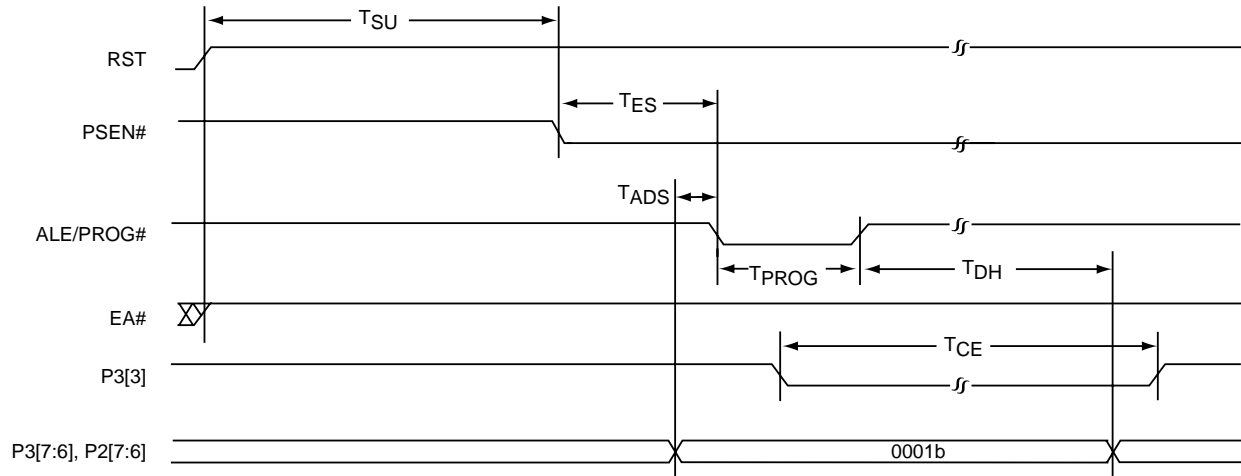 TSU
RST
TES
PSEN#
TADS
ALE/PROG#
TPROG
TDH
EA#
TCE
P3[3]
P3[7:6], P2[7:6]
0001b